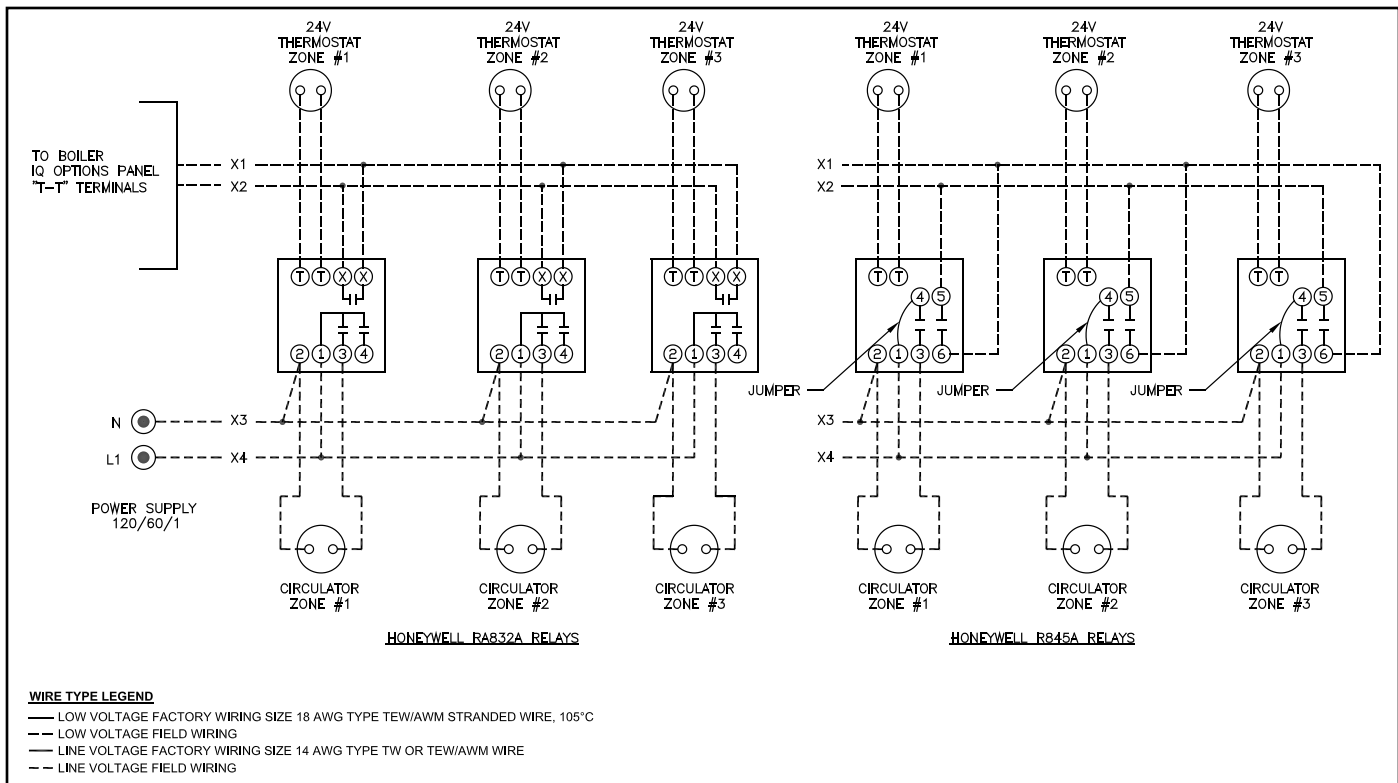 24V
THERMOSTAT
ZONE #1
24V
THERMOSTAT
ZONE #2
24V
THERMOSTAT
ZONE #3
24V
THERMOSTAT
ZONE #1
24V
THERMOSTAT
ZONE #2
24V
THERMOSTAT
ZONE #3
TO BOILER
IQ OPTIONS PANEL
"T-T" TERMINALS
X1
X2
X1
X2
T T X X
T T X X
T T X X
T T
4 5
T T
4 5
T T
4 5
2 1 3 4
2 1 3 4
2 1 3 4
2 1 3 6
2 1 3 6
2 1 3 6
JUMPER
JUMPER
JUMPER
N
X3
X3
L1
X4
X4
POWER SUPPLY
120/60/1
CIRCULATOR
ZONE #1
CIRCULATOR
ZONE #2
CIRCULATOR
ZONE #3
CIRCULATOR
ZONE #1
CIRCULATOR
ZONE #2
CIRCULATOR
ZONE #3
HONEYWELL RA832A RELAYS
HONEYWELL R845A RELAYS
WIRE TYPE LEGEND
LOW VOLTAGE FACTORY WIRING SIZE 18 AWG TYPE TEW/AWM STRANDED WIRE, 105°C
LOW VOLTAGE FIELD WIRING
LINE VOLTAGE FACTORY WIRING SIZE 14 AWG TYPE TW OR TEW/AWM WIRE
LINE VOLTAGE FIELD WIRING